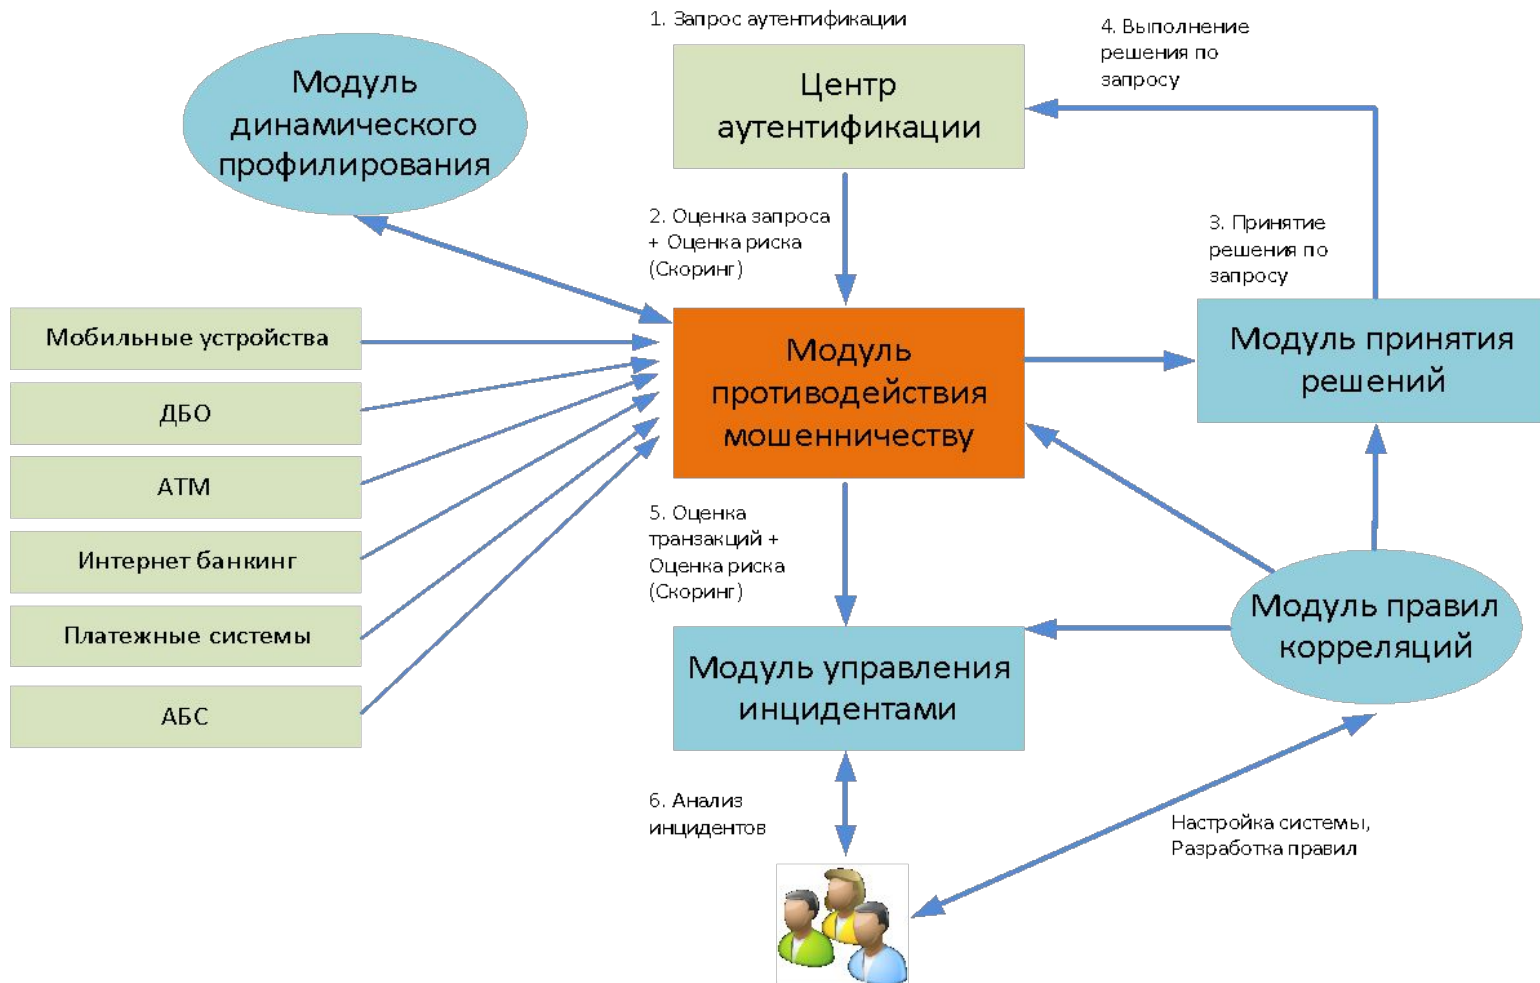 1. Запрос аутентификации
4. Выполнение
решения по
запросу
Модуль
динамического
профилирования
Центр
аутентификации
2. Оценка запроса
+ Оценка риска
(Скоринг)
3. Принятие
решения по
запросу
Мобильные устройства
ДБО
АТМ
Интернет банкинг
Платежные системы
АБС
Модуль
противодействия
мошенничеству
Модуль принятия
решений
5. Оценка
транзакций +
Оценка риска
(Скоринг)
Модуль правил
корреляций
Модуль управления
инцидентами
6. Анализ
инцидентов
Настройка системы,
Разработка правил